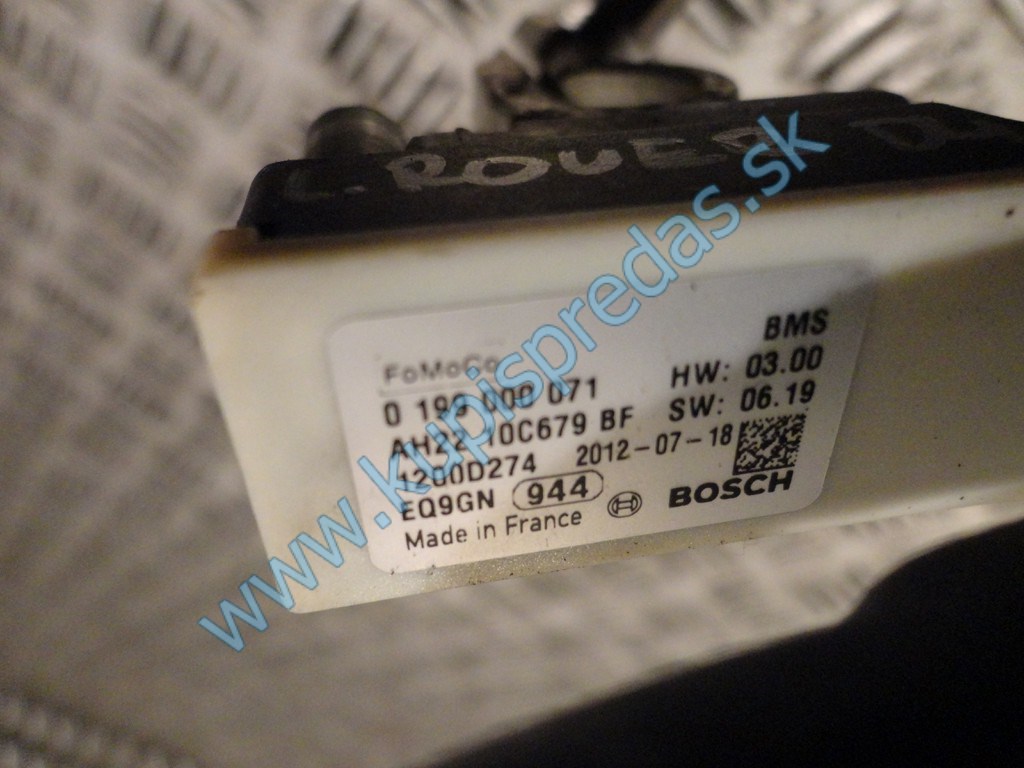 L. ROVER D
FoMoCo
BMS
0 199 000 071
HW: 03.00
AH22 10C679 BF
SW: 06.19
1200D274 2012-07-18
EQ9GN 944
BOSCH
Made in France
www.kupispredas.sk